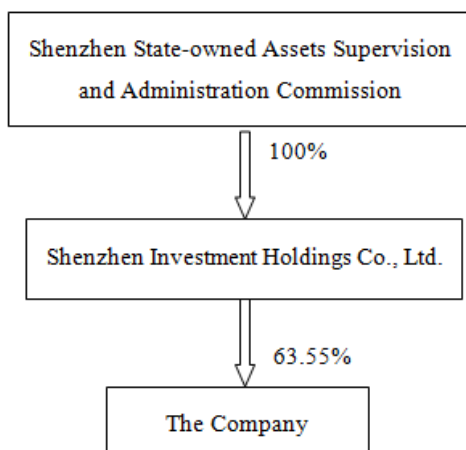 Shenzhen State-owned Assets Supervision
and Administration Commission
100%
Shenzhen Investment Holdings Co., Ltd.
63.55%
The Company